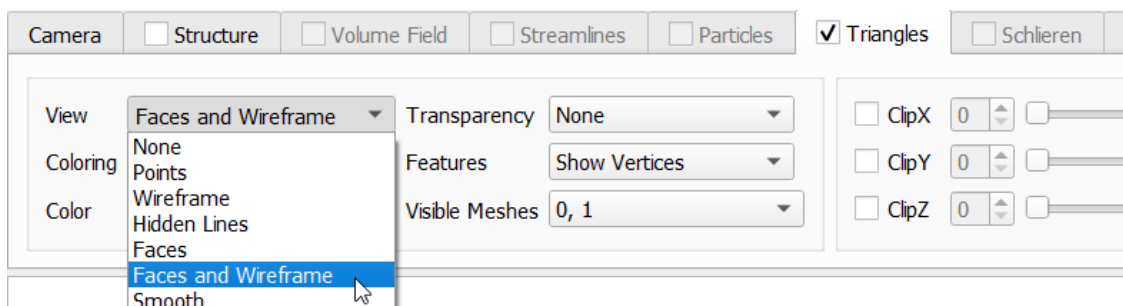 Camera Structure Volume Field Streamlines Particles Triangles Schlieren
View Faces and Wireframe Transparency None ClipX 0
None
Coloring Features Show Vertices ClipY 0
Points
Wireframe
Color Visible Meshes 0, 1 ClipZ 0
Hidden Lines
Faces
Faces and Wireframe
Smooth